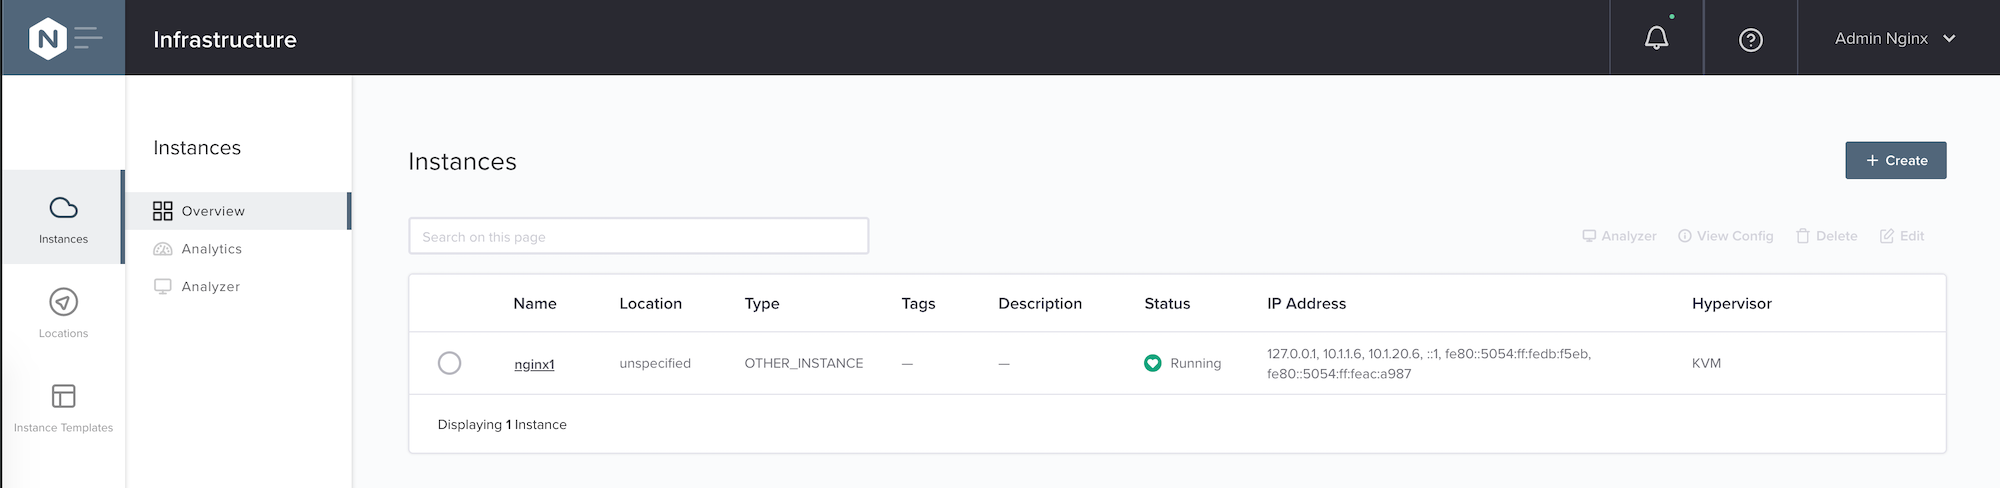 N
Infrastructure
Admin Nginx
Instances
Locations
Instance Templates
Instances
Overview
Analytics
Analyzer
Instances
+ Create
Search on this page
Analyzer View Config Delete Edit
Name Location Type Tags Description Status IP Address Hypervisor
nginx1 unspecified OTHER_INSTANCE — — Running 127.0.0.1, 10.1.1.6, 10.1.20.6, ::1, fe80::5054:ff:fedb:f5eb, KVM
fe80::5054:ff:feac:a987
Displaying 1 Instance